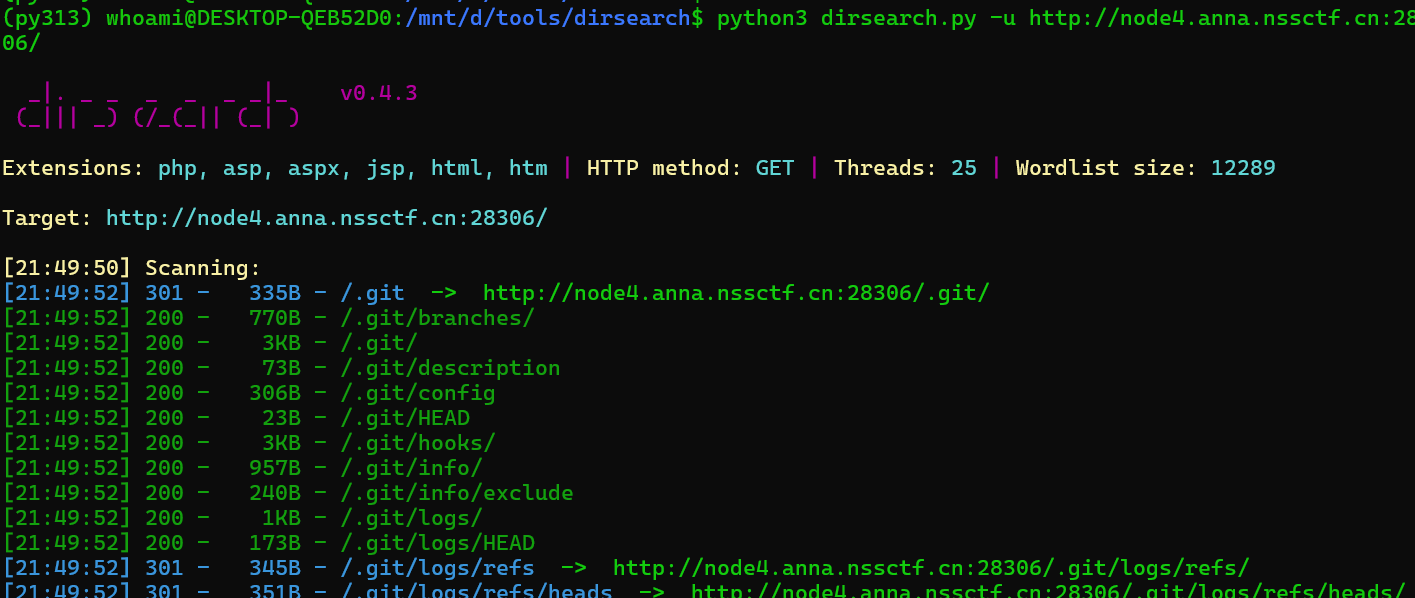 (py313) whoami@DESKTOP-QEB52D0:/mnt/d/tools/dirsearch$ python3 dirsearch.py -u http://node4.anna.nssctf.cn:283
06/
_|. _ _  _  _  _ _|_    v0.4.3
(_||| _) (/_(_|| (_| )
Extensions: php, asp, aspx, jsp, html, htm | HTTP method: GET | Threads: 25 | Wordlist size: 12289
Target: http://node4.anna.nssctf.cn:28306/
[21:49:50] Scanning:
[21:49:52] 301 -   335B - /.git  ->  http://node4.anna.nssctf.cn:28306/.git/
[21:49:52] 200 -   770B - /.git/branches/
[21:49:52] 200 -    3KB - /.git/
[21:49:52] 200 -    73B - /.git/description
[21:49:52] 200 -   306B - /.git/config
[21:49:52] 200 -    23B - /.git/HEAD
[21:49:52] 200 -    3KB - /.git/hooks/
[21:49:52] 200 -   957B - /.git/info/
[21:49:52] 200 -   240B - /.git/info/exclude
[21:49:52] 200 -    1KB - /.git/logs/
[21:49:52] 200 -   173B - /.git/logs/HEAD
[21:49:52] 301 -   345B - /.git/logs/refs  ->  http://node4.anna.nssctf.cn:28306/.git/logs/refs/
[21:49:52] 301 -   351B - /.git/logs/refs/heads  ->  http://node4.anna.nssctf.cn:28306/.git/logs/refs/heads/